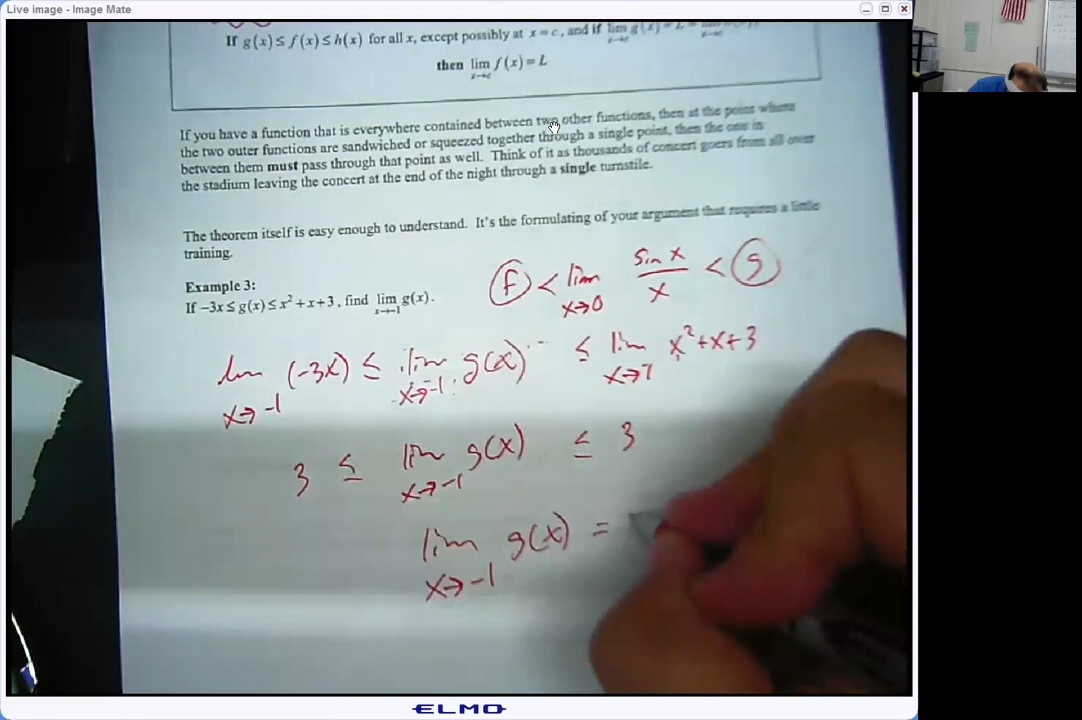 Live image - Image Mate
If g(x) ≤ f(x) ≤ h(x) for all x, except possibly at x = c, and if lim g(x) = L =
x→c
then lim f(x) = L
x→c
If you have a function that is everywhere contained between two other functions, then at the point where
the two outer functions are sandwiched or squeezed together through a single point, then the one in
between them must pass through that point as well. Think of it as thousands of concert goers from all over
the stadium leaving the concert at the end of the night through a single turnstile.
The theorem itself is easy enough to understand. It's the formulating of your argument that requires a little
training.
Example 3:
If -3x ≤ g(x) ≤ x² + x + 3, find lim g(x).
x→-1
f < lim sin x / x < g
x→0
lim (-3x) ≤ lim g(x) ≤ lim x² + x + 3
x→-1 x→-1 x→1
3 ≤ lim g(x) ≤ 3
x→-1
lim g(x) =
x→-1
ELMO